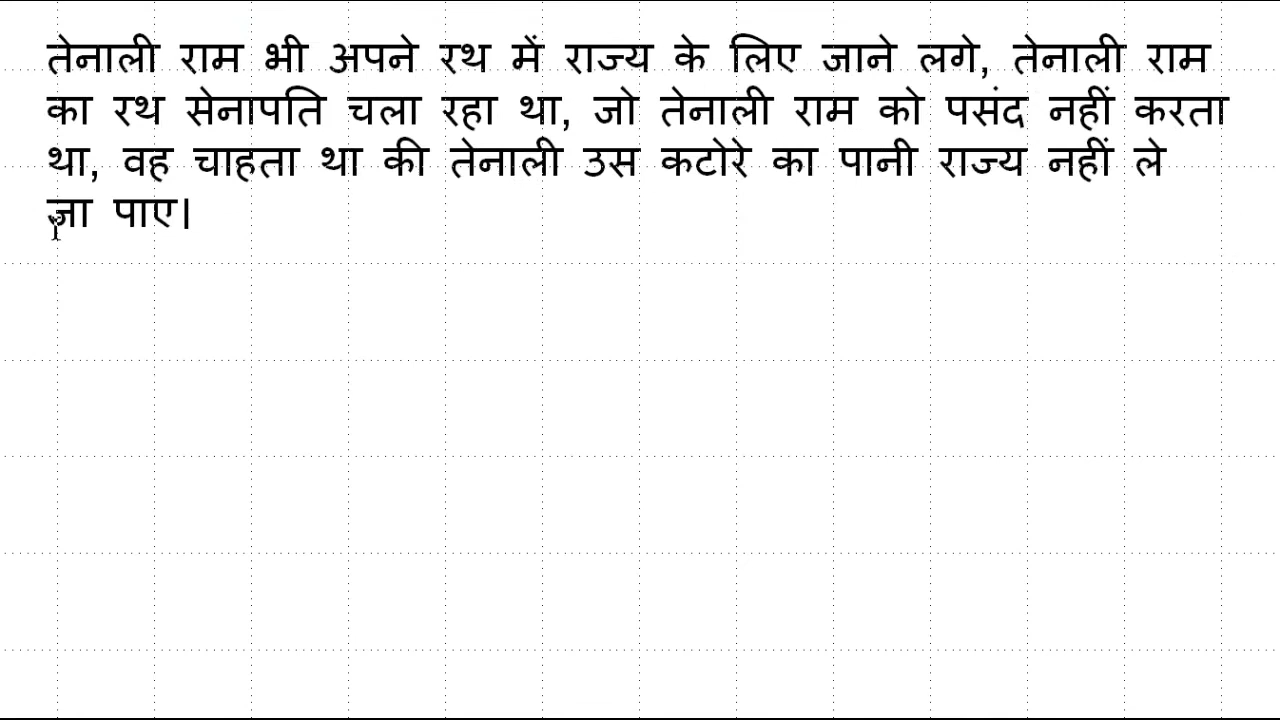 तेनाली राम भी अपने रथ में राज्य के लिए जाने लगे, तेनाली राम
का रथ सेनापति चला रहा था, जो तेनाली राम को पसंद नहीं करता
था, वह चाहता था की तेनाली उस कटोरे का पानी राज्य नहीं ले
जा पाए।